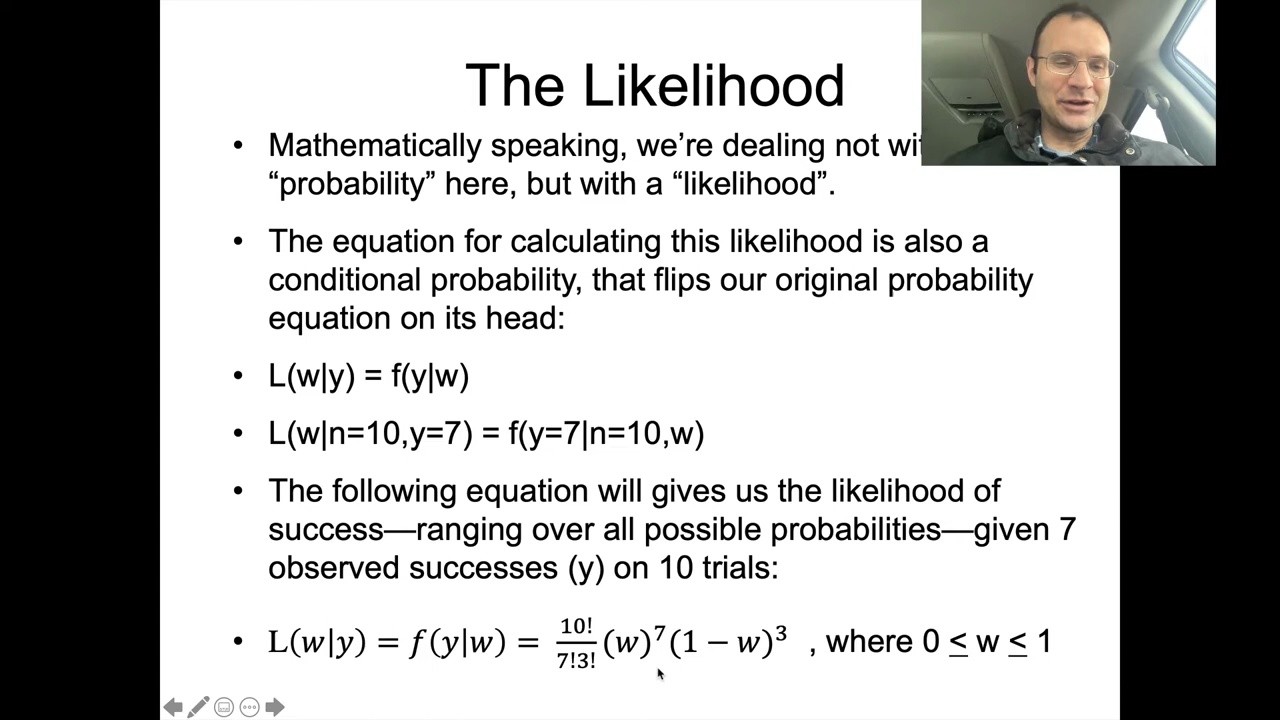 The Likelihood
• Mathematically speaking, we’re dealing not
“probability” here, but with a “likelihood”.
• The equation for calculating this likelihood is also a
conditional probability, that flips our original probability
equation on its head:
• L(w|y) = f(y|w)
• L(w|n=10,y=7) = f(y=7|n=10,w)
• The following equation will gives us the likelihood of
success—ranging over all possible probabilities—given 7
observed successes (y) on 10 trials:
• L(w|y) = f(y|w) = 10!/7!3! (w)⁷(1 − w)³ , where 0 ≤ w ≤ 1